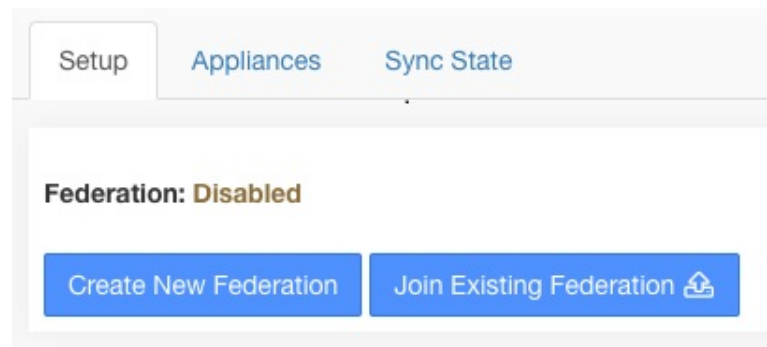 Setup Appliances Sync State
Federation: Disabled
Create New Federation Join Existing Federation